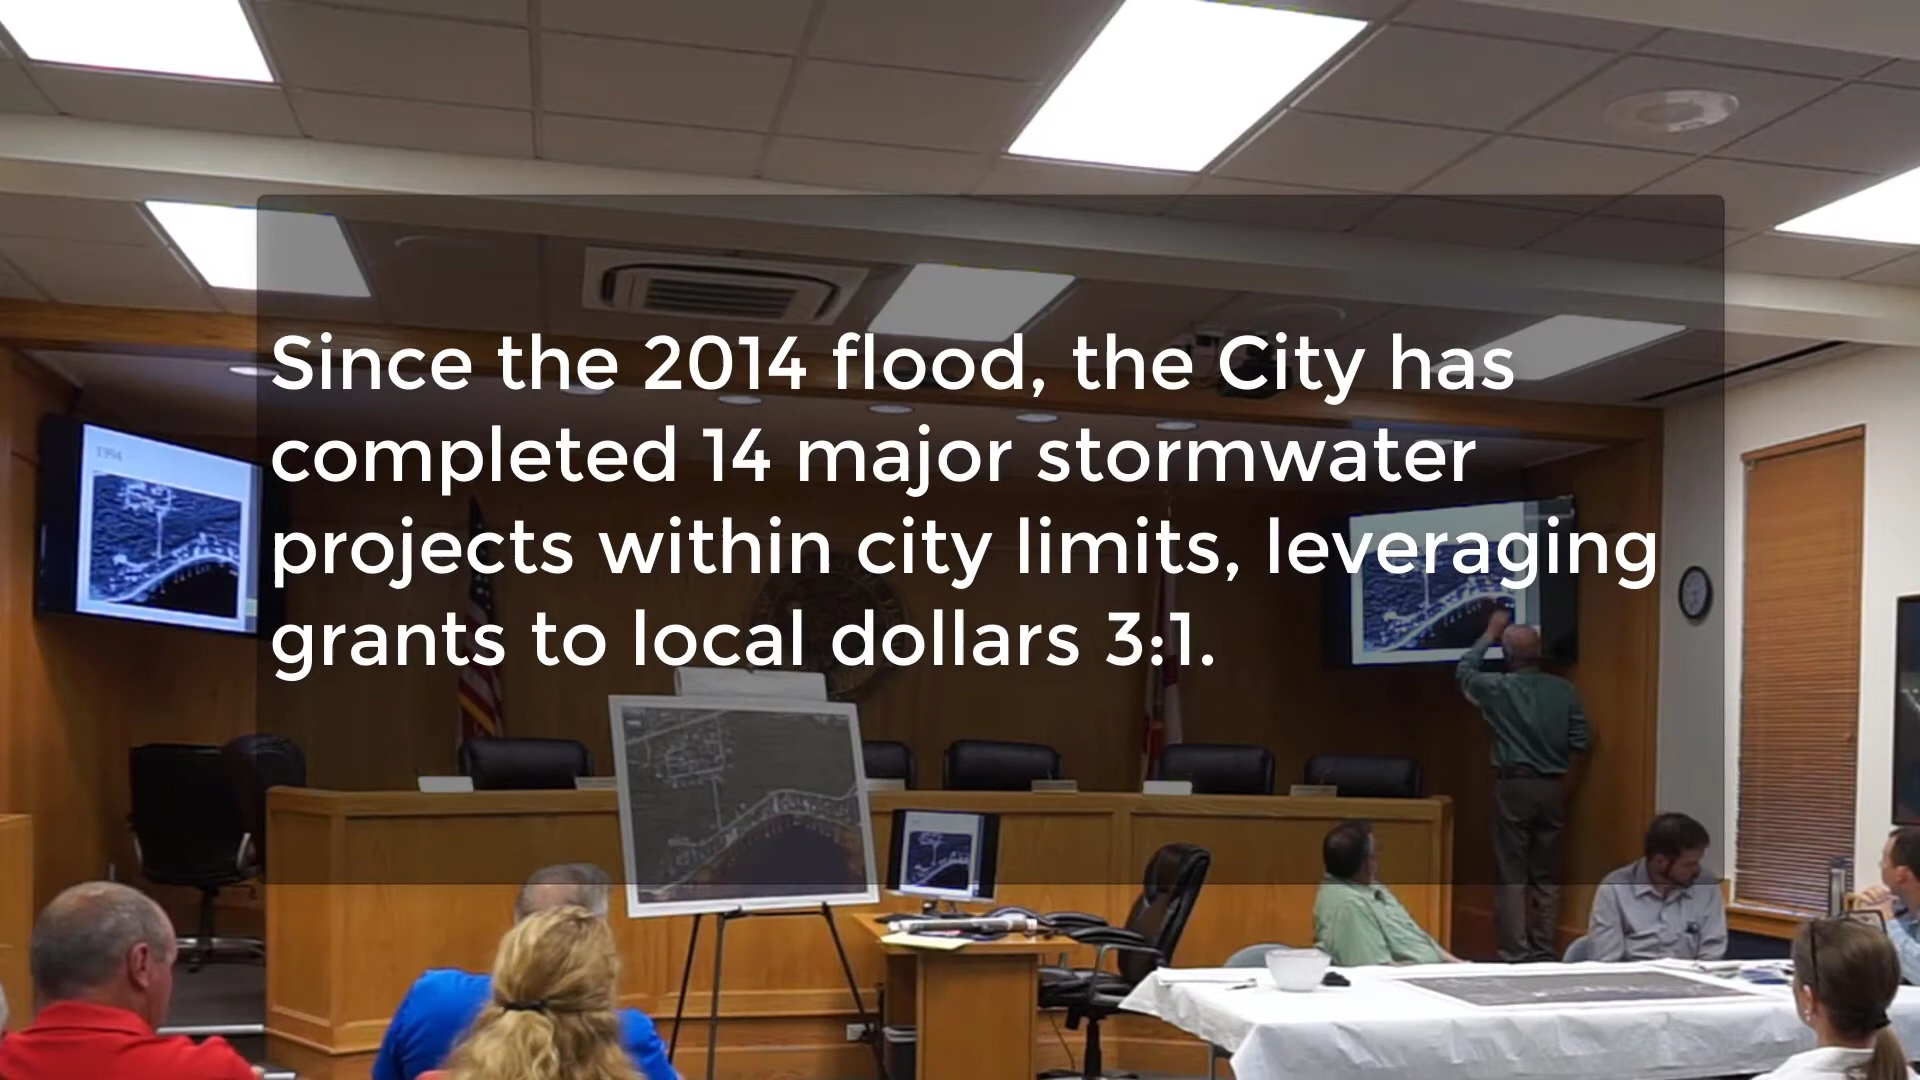 Since the 2014 flood, the City has
completed 14 major stormwater
projects within city limits, leveraging
grants to local dollars 3:1.
1994